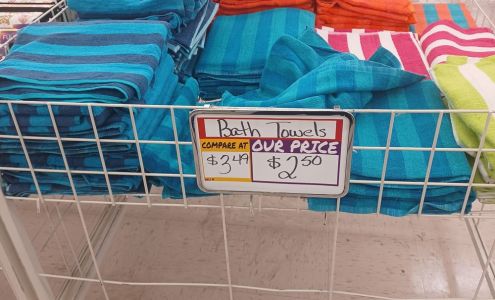 Bath Towels
COMPARE AT OUR PRICE
$3.49 $2.50